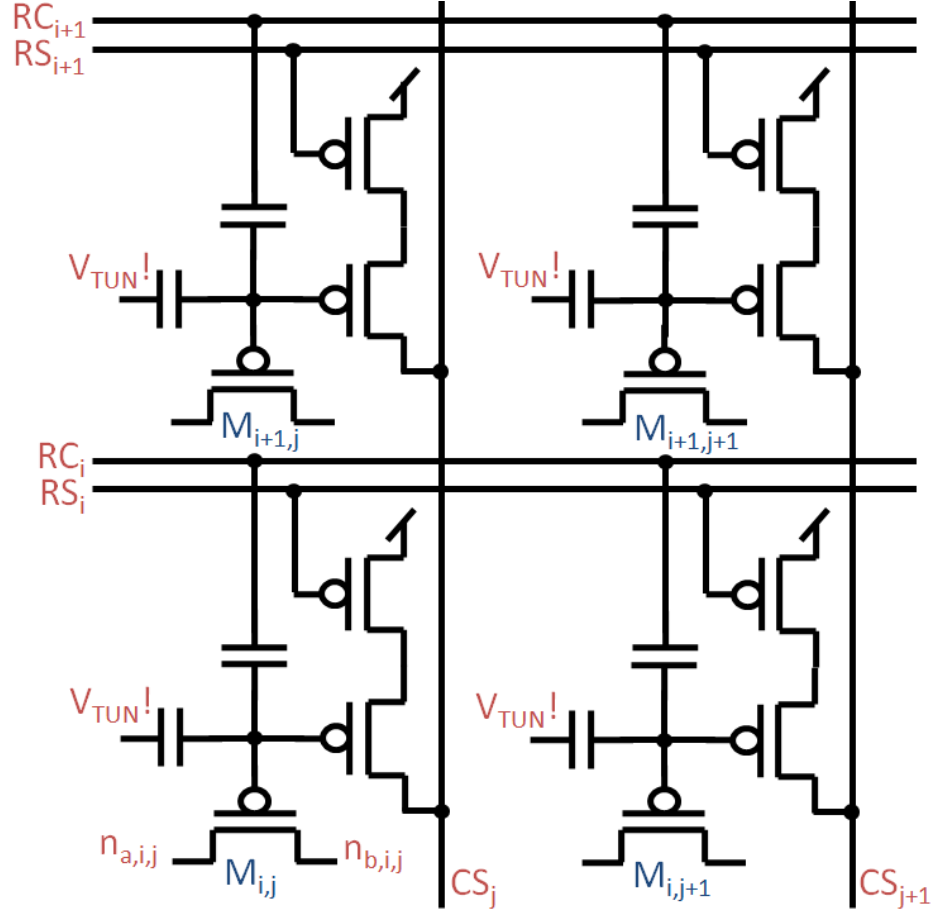 RC_{i+1}
RS_{i+1}
V_{TUN}! V_{TUN}!
M_{i+1,j} M_{i+1,j+1}
RC_i
RS_i
V_{TUN}! V_{TUN}!
n_{a,i,j} n_{b,i,j}
M_{i,j} CS_j M_{i,j+1} CS_{j+1}